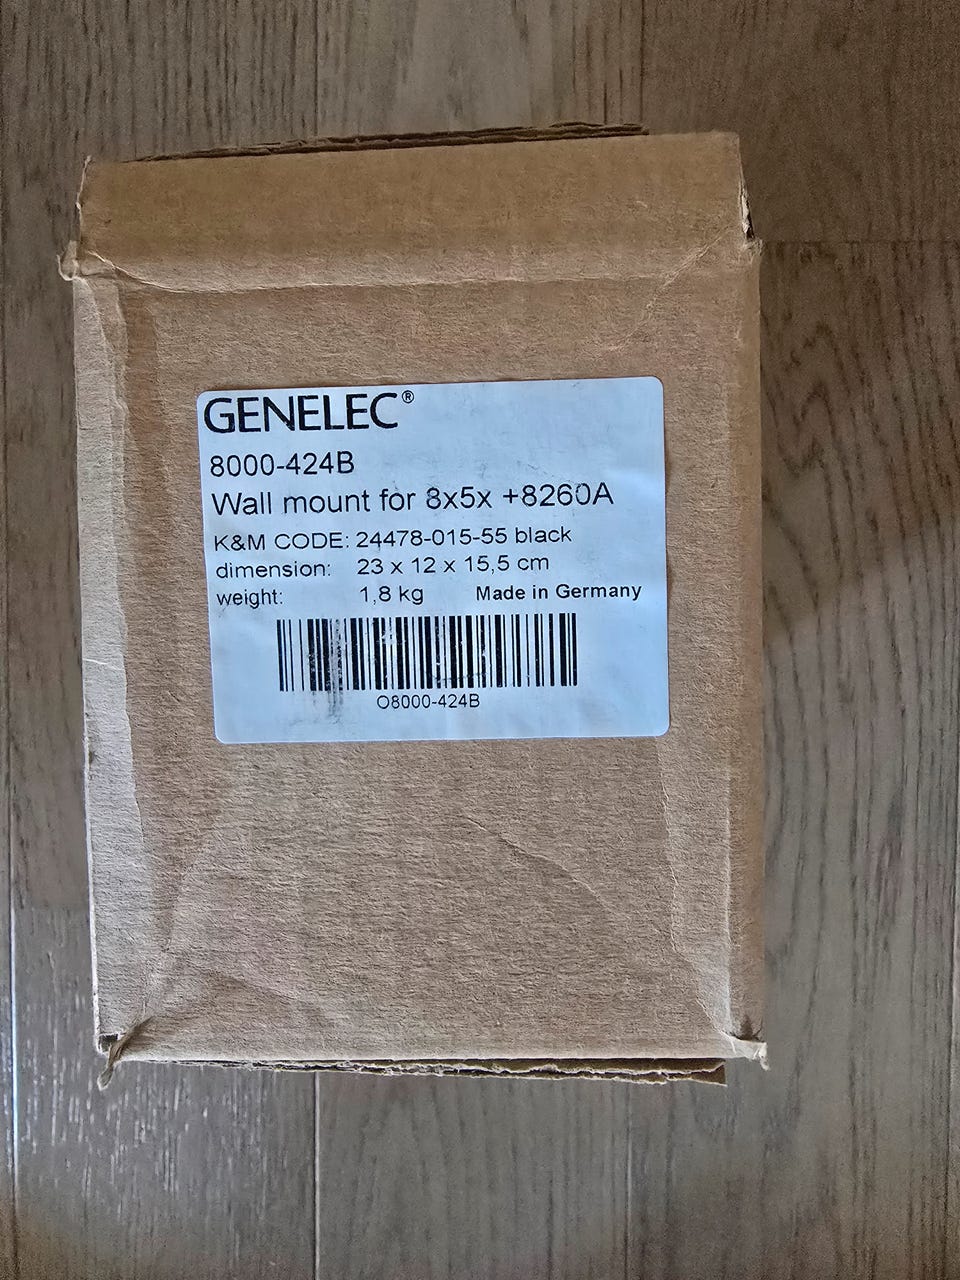 GENELEC®
8000-424B
Wall mount for 8x5x +8260A
K&M CODE: 24478-015-55 black
dimension: 23 x 12 x 15,5 cm
weight: 1,8 kg Made in Germany
O8000-424B